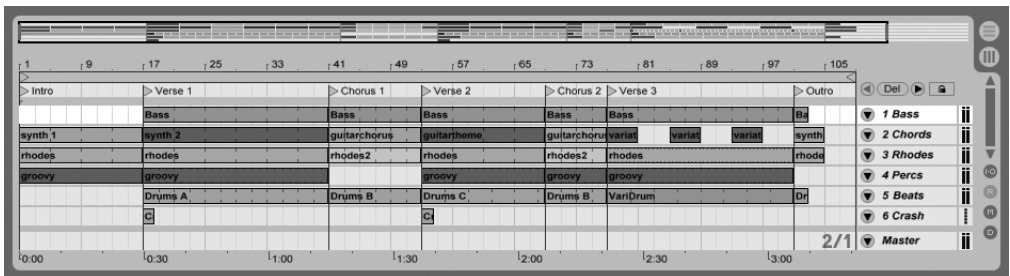 1 9 17 25 33 41 49 57 65 73 81 89 97 105
Intro Verse 1 Chorus 1 Verse 2 Chorus 2 Verse 3 Outro Del
Bass Bass Bass Bass Bass Ba 1 Bass
synth 1 synth 2 guitarchorus guitartheme guitarchorus variat variat variat synth 2 Chords
rhodes rhodes rhodes2 rhodes rhodes2 rhodes rhode 3 Rhodes
groovy groovy groovy groovy groovy 4 Percs
Drums A Drums B Drums C Drums B VariDrum Dr 5 Beats
C 6 Crash
2/1 Master
0:00 0:30 1:00 1:30 2:00 2:30 3:00
I·O
R
M
D